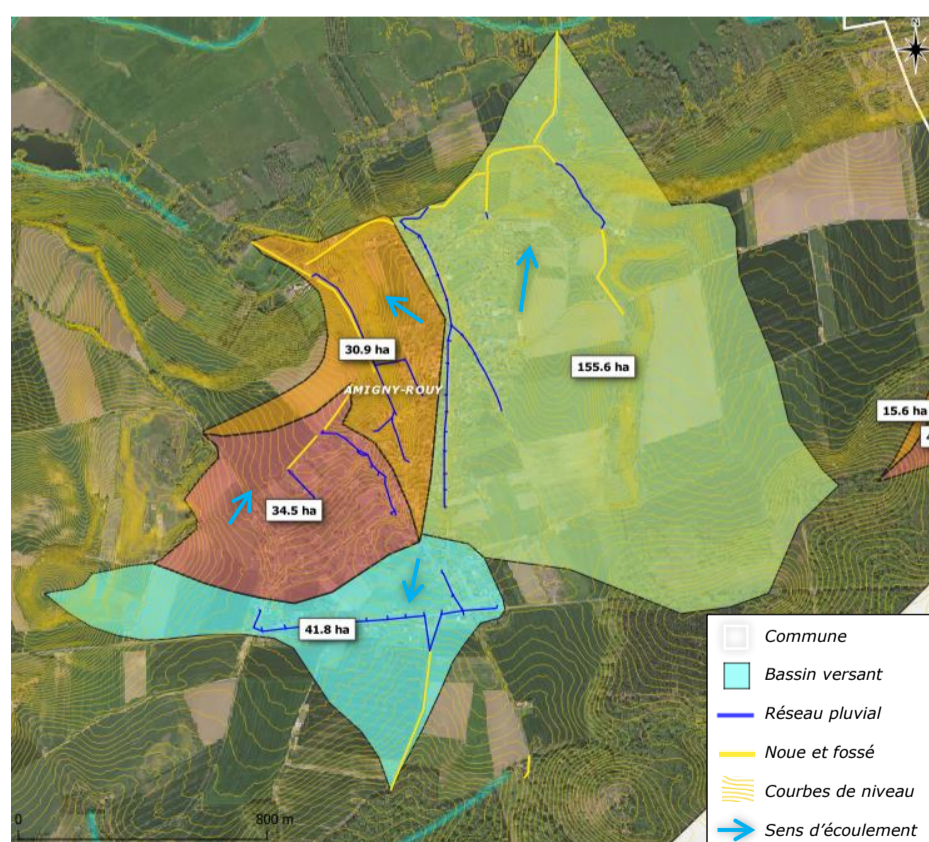 N
30.9 ha
AMIGNY-ROUY
155.6 ha
15.6 ha
34.5 ha
41.8 ha
0
800 m
Commune
Bassin versant
Réseau pluvial
Noue et fossé
Courbes de niveau
Sens d'écoulement